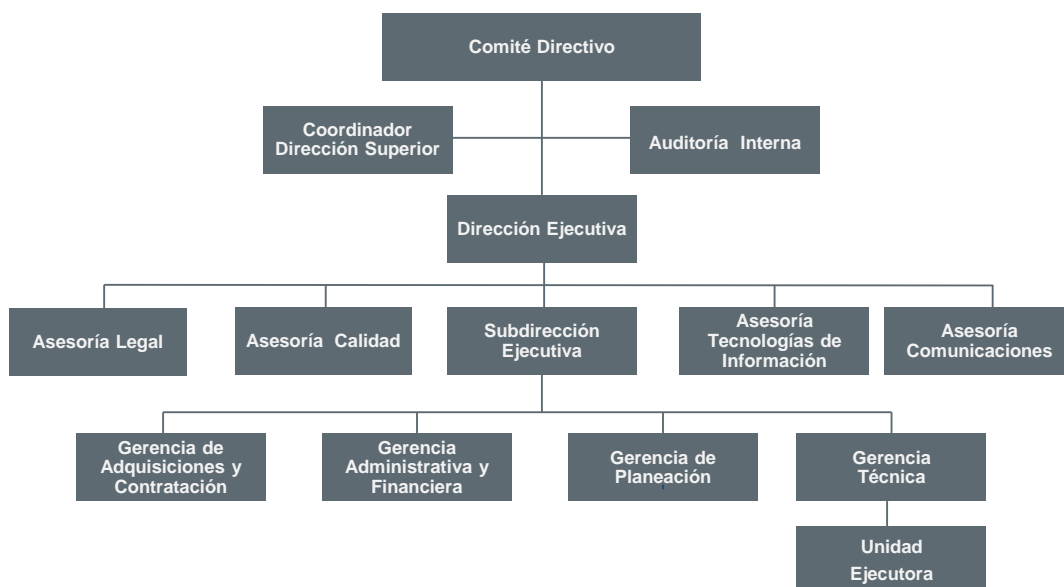 Comité Directivo
Coordinador
Dirección Superior
Auditoría Interna
Dirección Ejecutiva
Asesoría Legal
Asesoría Calidad
Subdirección
Ejecutiva
Asesoría
Tecnologías de
Información
Asesoría
Comunicaciones
Gerencia de
Adquisiciones y
Contratación
Gerencia
Administrativa y
Financiera
Gerencia de
Planeación
Gerencia
Técnica
Unidad
Ejecutora